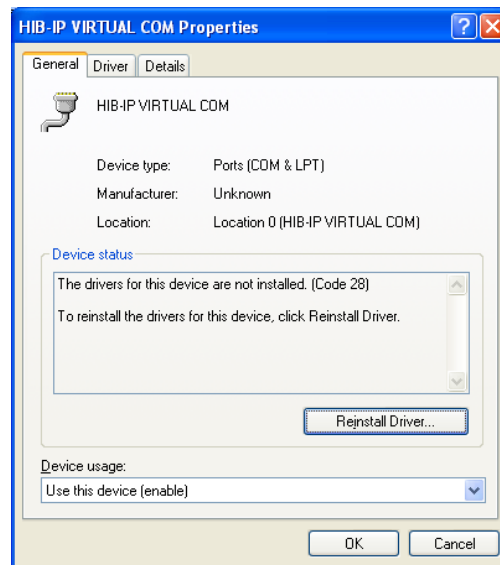 HIB-IP VIRTUAL COM Properties
General Driver Details
HIB-IP VIRTUAL COM
Device type: Ports (COM & LPT)
Manufacturer: Unknown
Location: Location 0 (HIB-IP VIRTUAL COM)
Device status
The drivers for this device are not installed. (Code 28)
To reinstall the drivers for this device, click Reinstall Driver.
Reinstall Driver...
Device usage:
Use this device (enable)
OK Cancel